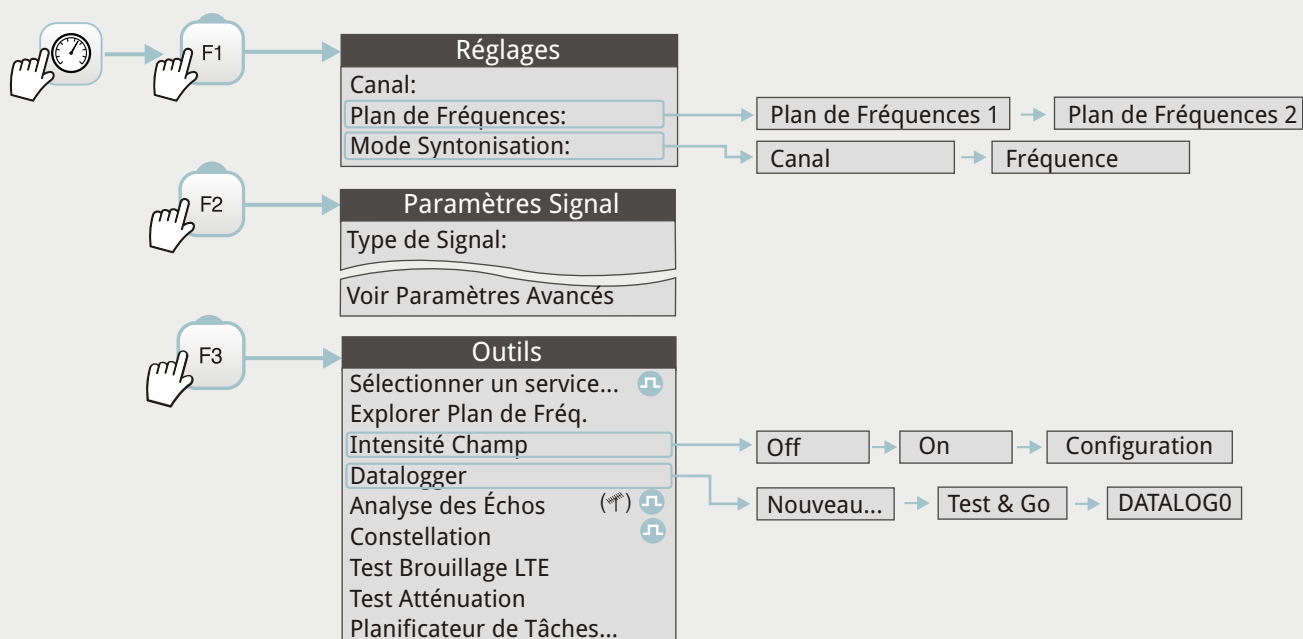 F1
Réglages
Canal:
Plan de Fréquences:
Plan de Fréquences 1
Plan de Fréquences 2
Mode Syntonisation:
Canal
Fréquence
F2
Paramètres Signal
Type de Signal:
Voir Paramètres Avancés
F3
Outils
Sélectionner un service...
Explorer Plan de Fréq.
Intensité Champ
Off
On
Configuration
Datalogger
Nouveau...
Test & Go
DATALOG0
Analyse des Échos
Constellation
Test Brouillage LTE
Test Atténuation
Planificateur de Tâches...